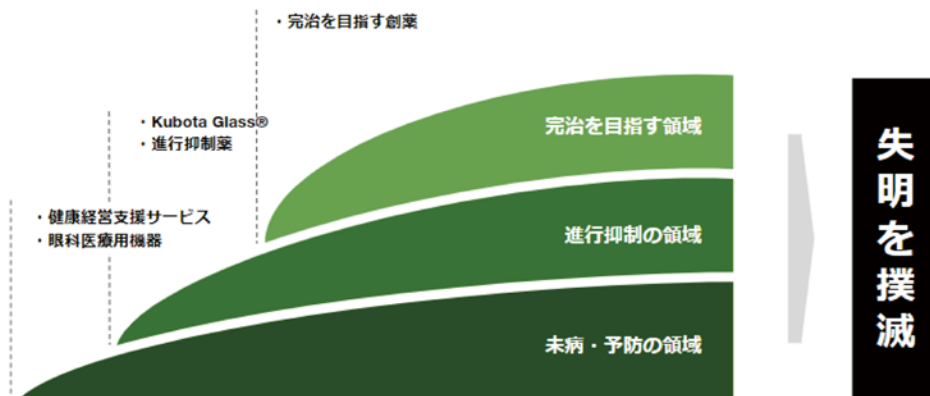 ・完治を目指す創薬
・Kubota Glass®
・進行抑制薬
・健康経営支援サービス
・眼科医療用機器
完治を目指す領域
進行抑制の領域
未病・予防の領域
失明を撲滅